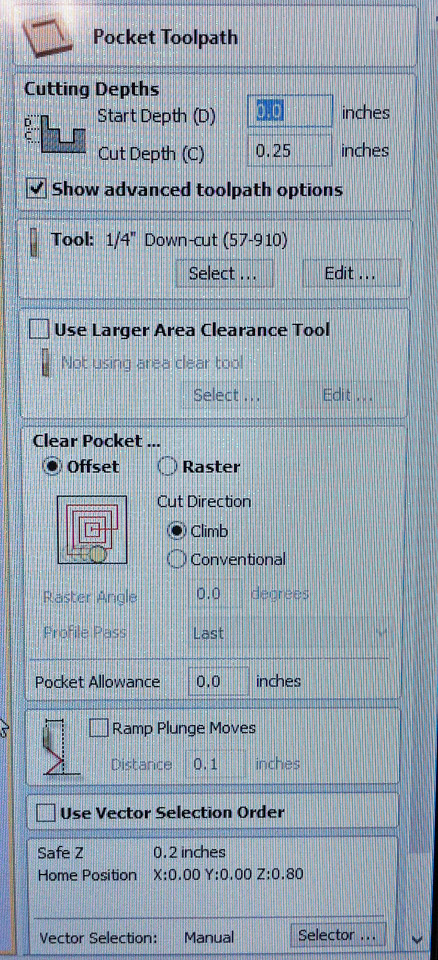 Pocket Toolpath
Cutting Depths
Start Depth (D) 0.0 inches
Cut Depth (C) 0.25 inches
Show advanced toolpath options
Tool: 1/4" Down-cut (57-910)
Select ... Edit ...
Use Larger Area Clearance Tool
Not using area clear tool
Select ... Edit ...
Clear Pocket ...
Offset Raster
Cut Direction
Climb
Conventional
Raster Angle 0.0 degrees
Profile Pass Last
Pocket Allowance 0.0 inches
Ramp Plunge Moves
Distance 0.1 inches
Use Vector Selection Order
Safe Z 0.2 inches
Home Position X:0.00 Y:0.00 Z:0.80
Vector Selection: Manual Selector ...